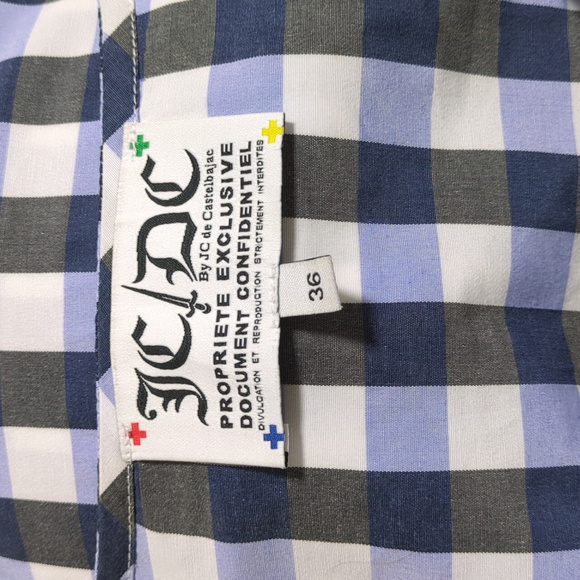 JC/DC
By JC de Castelbajac
PROPRIETE EXCLUSIVE
DOCUMENT CONFIDENTIEL
DIVULGATION ET REPRODUCTION STRICTEMENT INTERDITES
36